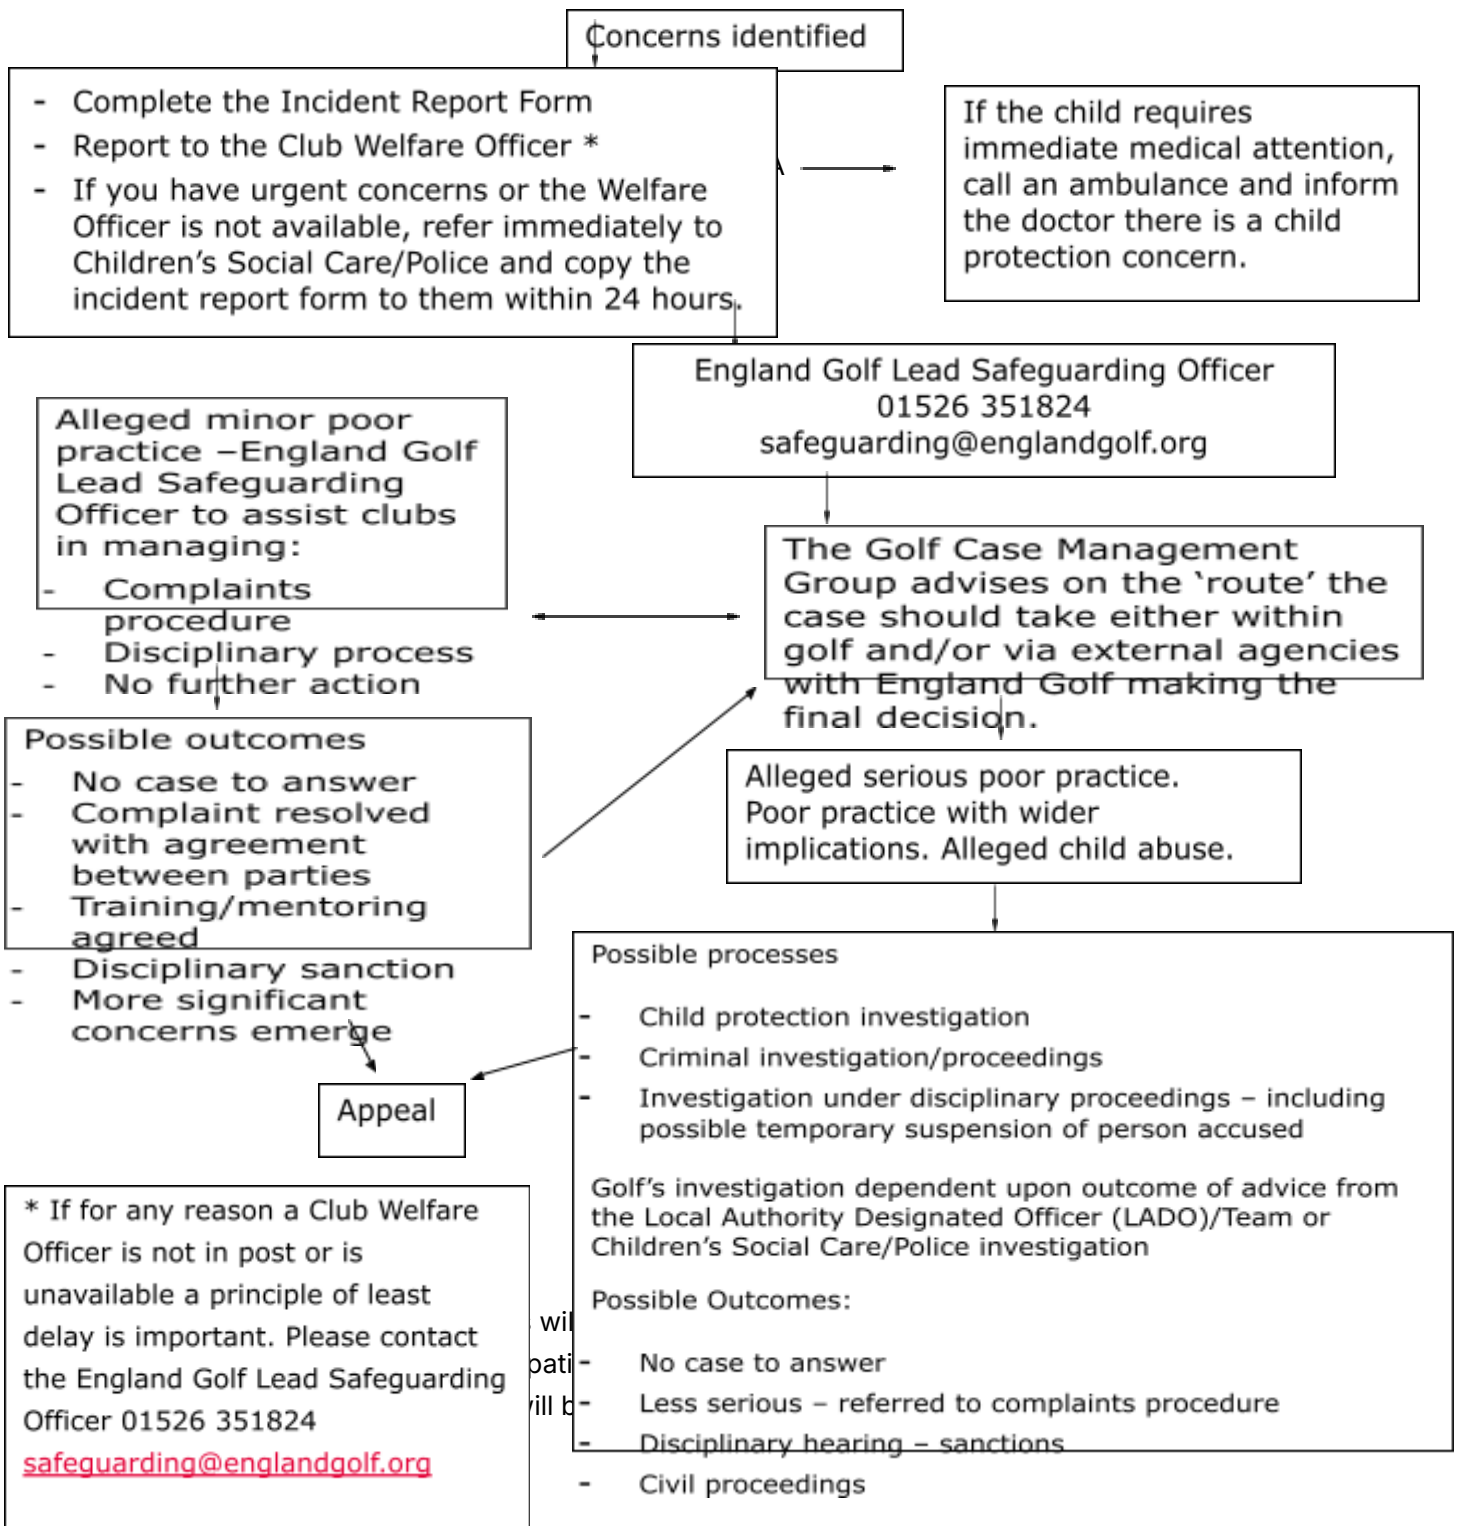 Concerns identified
- Complete the Incident Report Form
- Report to the Club Welfare Officer *
- If you have urgent concerns or the Welfare
Officer is not available, refer immediately to
Children’s Social Care/Police and copy the
incident report form to them within 24 hours.
If the child requires
immediate medical attention,
call an ambulance and inform
the doctor there is a child
protection concern.
England Golf Lead Safeguarding Officer
01526 351824
safeguarding@englandgolf.org
Alleged minor poor
practice –England Golf
Lead Safeguarding
Officer to assist clubs
in managing:
- Complaints
procedure
- Disciplinary process
- No further action
The Golf Case Management
Group advises on the ‘route’ the
case should take either within
golf and/or via external agencies
with England Golf making the
final decision.
Possible outcomes
- No case to answer
- Complaint resolved
with agreement
between parties
- Training/mentoring
agreed
- Disciplinary sanction
- More significant
concerns emerge
Alleged serious poor practice.
Poor practice with wider
implications. Alleged child abuse.
Appeal
Possible processes
- Child protection investigation
- Criminal investigation/proceedings
- Investigation under disciplinary proceedings – including
possible temporary suspension of person accused
Golf’s investigation dependent upon outcome of advice from
the Local Authority Designated Officer (LADO)/Team or
Children’s Social Care/Police investigation
Possible Outcomes:
- No case to answer
- Less serious – referred to complaints procedure
- Disciplinary hearing – sanctions
- Civil proceedings
* If for any reason a Club Welfare
Officer is not in post or is
unavailable a principle of least
delay is important. Please contact
the England Golf Lead Safeguarding
Officer 01526 351824
safeguarding@englandgolf.org